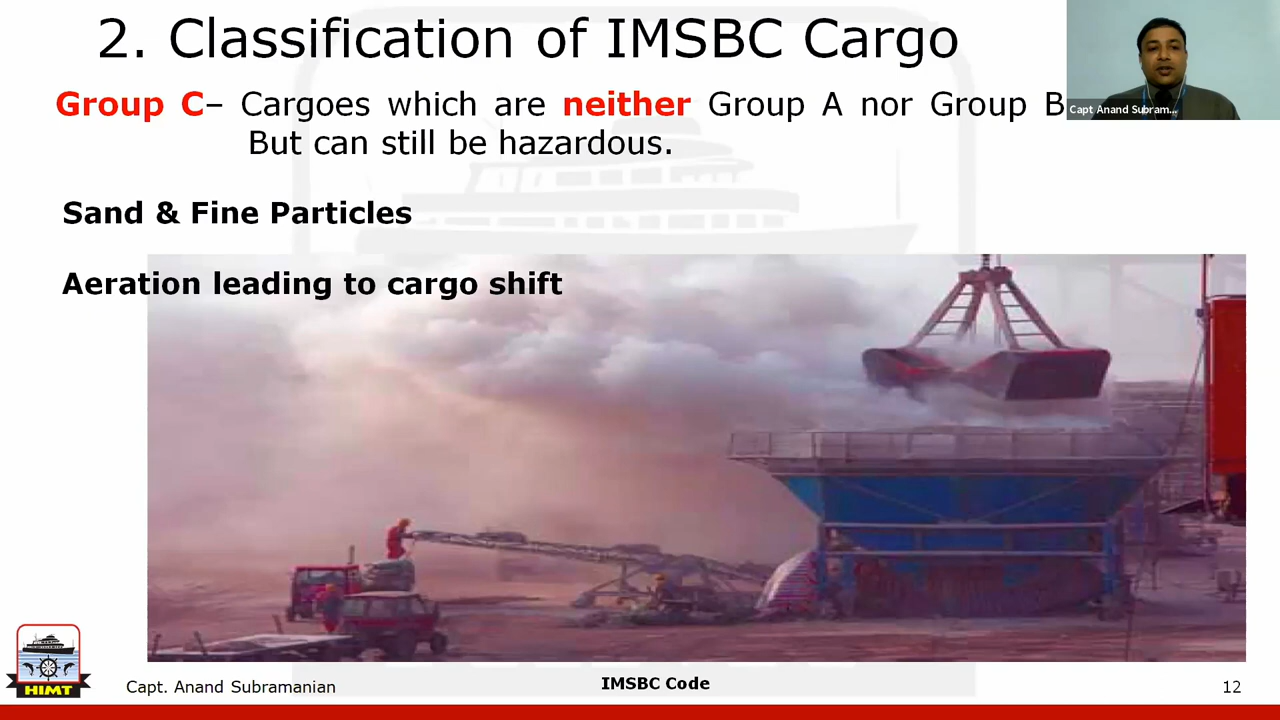 2. Classification of IMSBC Cargo
Group C– Cargoes which are neither Group A nor Group B
But can still be hazardous.
Capt Anand Subram...
Sand & Fine Particles
Aeration leading to cargo shift
HIMT
Capt. Anand Subramanian
IMSBC Code
12